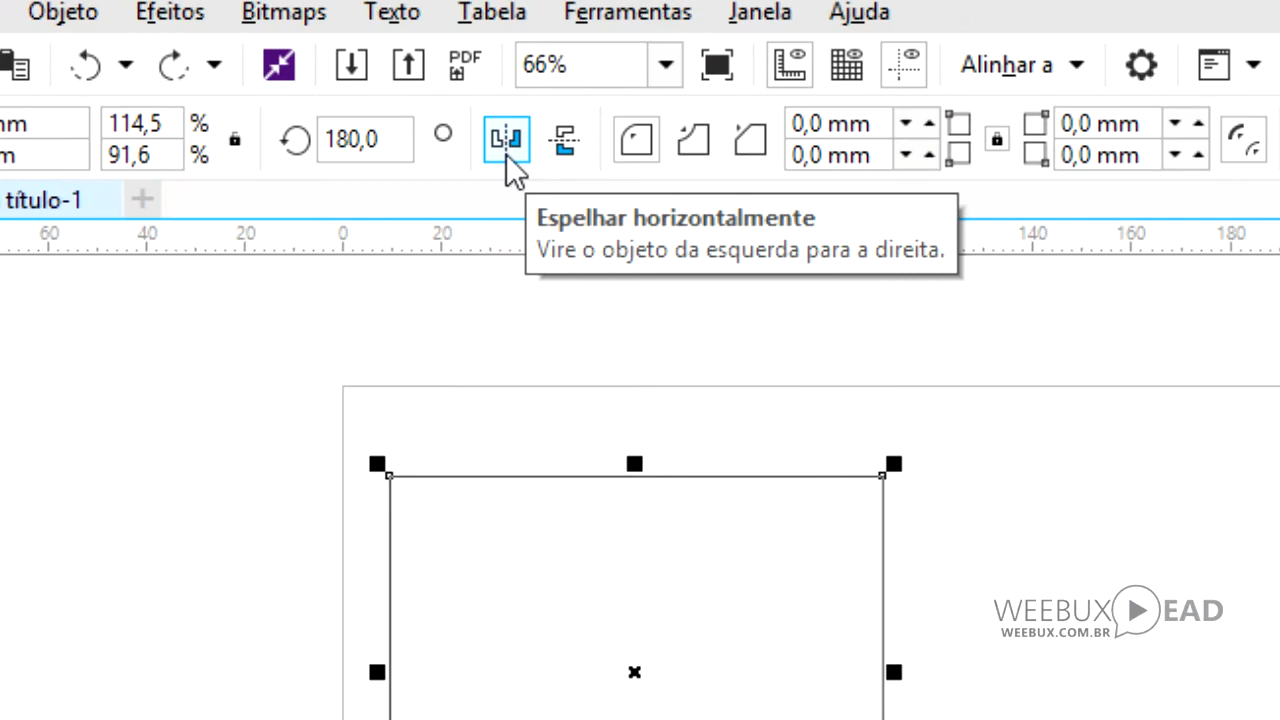 Objeto Efeitos Bitmaps Texto Tabela Ferramentas Janela Ajuda
PDF 66% Alinhar a
mm 114,5 % 180,0 0,0 mm 0,0 mm
m 91,6 % 0,0 mm 0,0 mm
título-1
Espelhar horizontalmente
Vire o objeto da esquerda para a direita.
60 40 20 0 20 140 160 180
WEEBUX EAD
WEEBUX.COM.BR